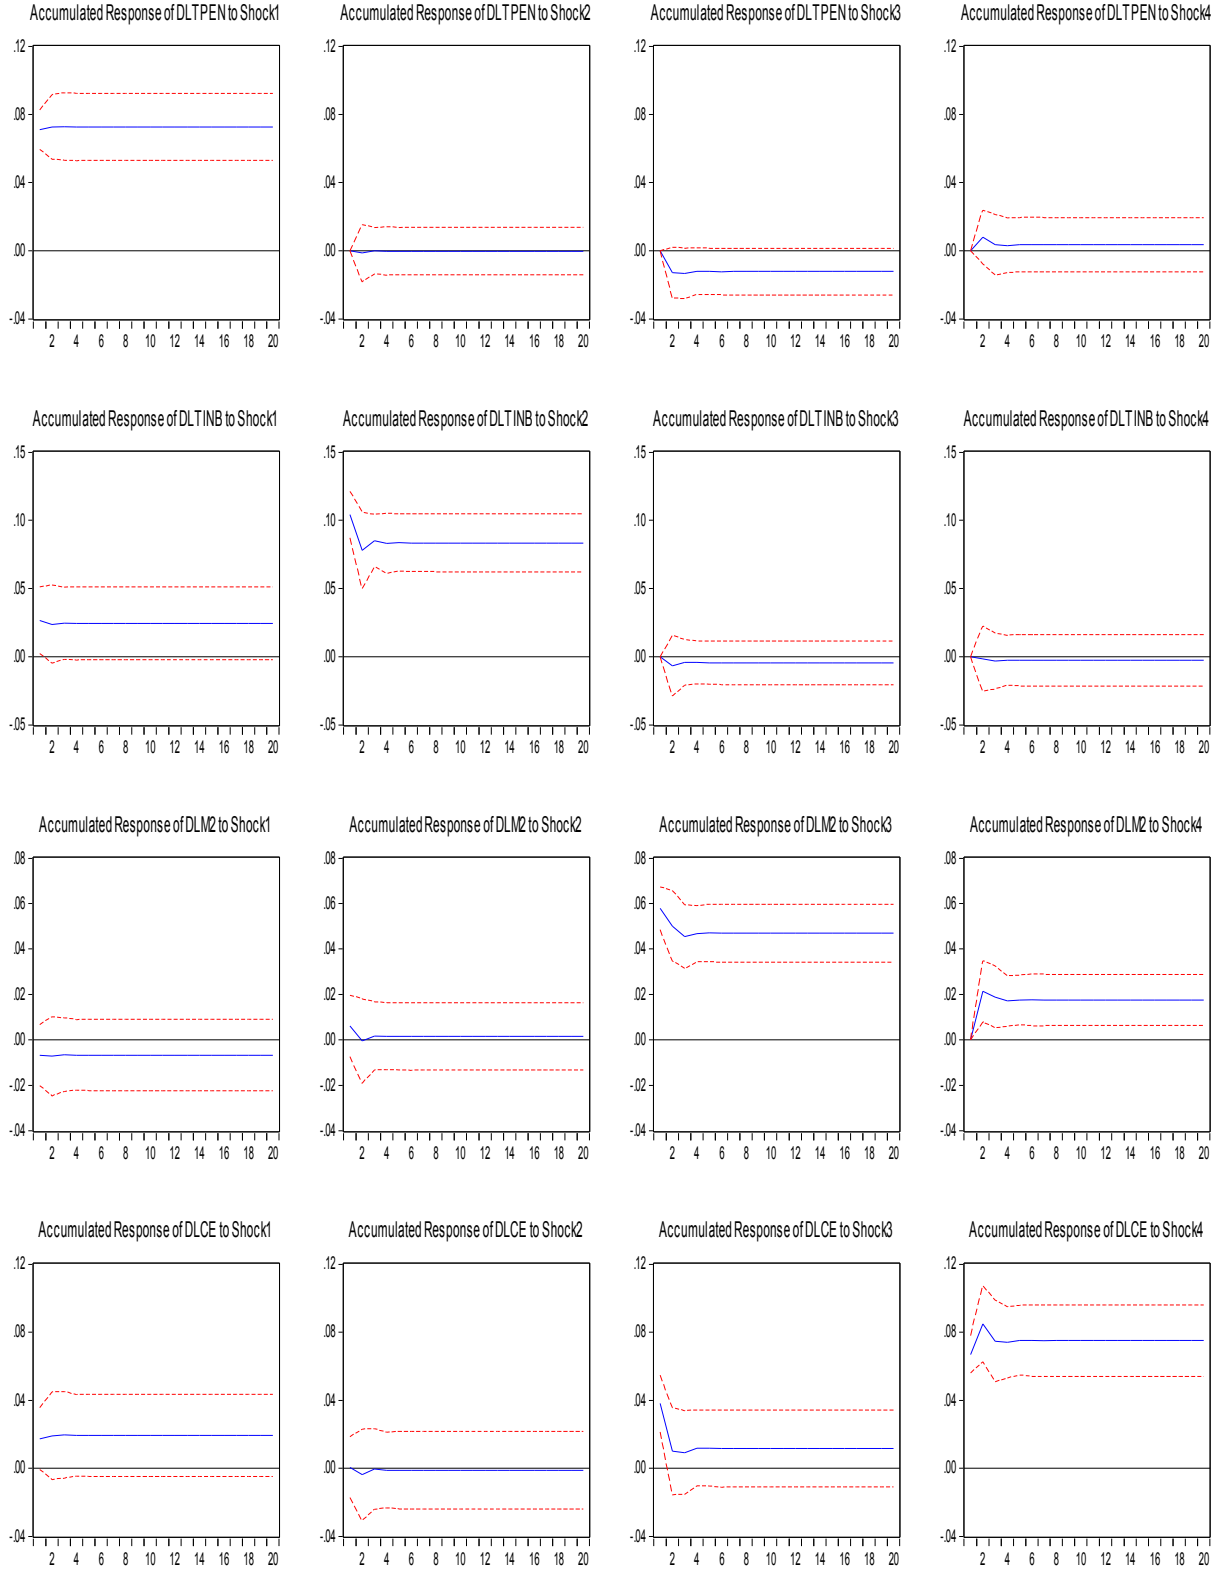 Accumulated Response of DLTPEN to Shock1
Accumulated Response of DLTPEN to Shock2
Accumulated Response of DLTPEN to Shock3
Accumulated Response of DLTPEN to Shock4
.12 .12 .12 .12
.08 .08 .08 .08
.04 .04 .04 .04
.00 .00 .00 .00
-.04 -.04 -.04 -.04
2 4 6 8 10 12 14 16 18 20
2 4 6 8 10 12 14 16 18 20
2 4 6 8 10 12 14 16 18 20
2 4 6 8 10 12 14 16 18 20
Accumulated Response of DLTINB to Shock1
Accumulated Response of DLTINB to Shock2
Accumulated Response of DLTINB to Shock3
Accumulated Response of DLTINB to Shock4
.15 .15 .15 .15
.10 .10 .10 .10
.05 .05 .05 .05
.00 .00 .00 .00
-.05 -.05 -.05 -.05
2 4 6 8 10 12 14 16 18 20
2 4 6 8 10 12 14 16 18 20
2 4 6 8 10 12 14 16 18 20
2 4 6 8 10 12 14 16 18 20
Accumulated Response of DLM2 to Shock1
Accumulated Response of DLM2 to Shock2
Accumulated Response of DLM2 to Shock3
Accumulated Response of DLM2 to Shock4
.08 .08 .08 .08
.06 .06 .06 .06
.04 .04 .04 .04
.02 .02 .02 .02
.00 .00 .00 .00
-.02 -.02 -.02 -.02
-.04 -.04 -.04 -.04
2 4 6 8 10 12 14 16 18 20
2 4 6 8 10 12 14 16 18 20
2 4 6 8 10 12 14 16 18 20
2 4 6 8 10 12 14 16 18 20
Accumulated Response of DLCE to Shock1
Accumulated Response of DLCE to Shock2
Accumulated Response of DLCE to Shock3
Accumulated Response of DLCE to Shock4
.12 .12 .12 .12
.08 .08 .08 .08
.04 .04 .04 .04
.00 .00 .00 .00
-.04 -.04 -.04 -.04
2 4 6 8 10 12 14 16 18 20
2 4 6 8 10 12 14 16 18 20
2 4 6 8 10 12 14 16 18 20
2 4 6 8 10 12 14 16 18 20